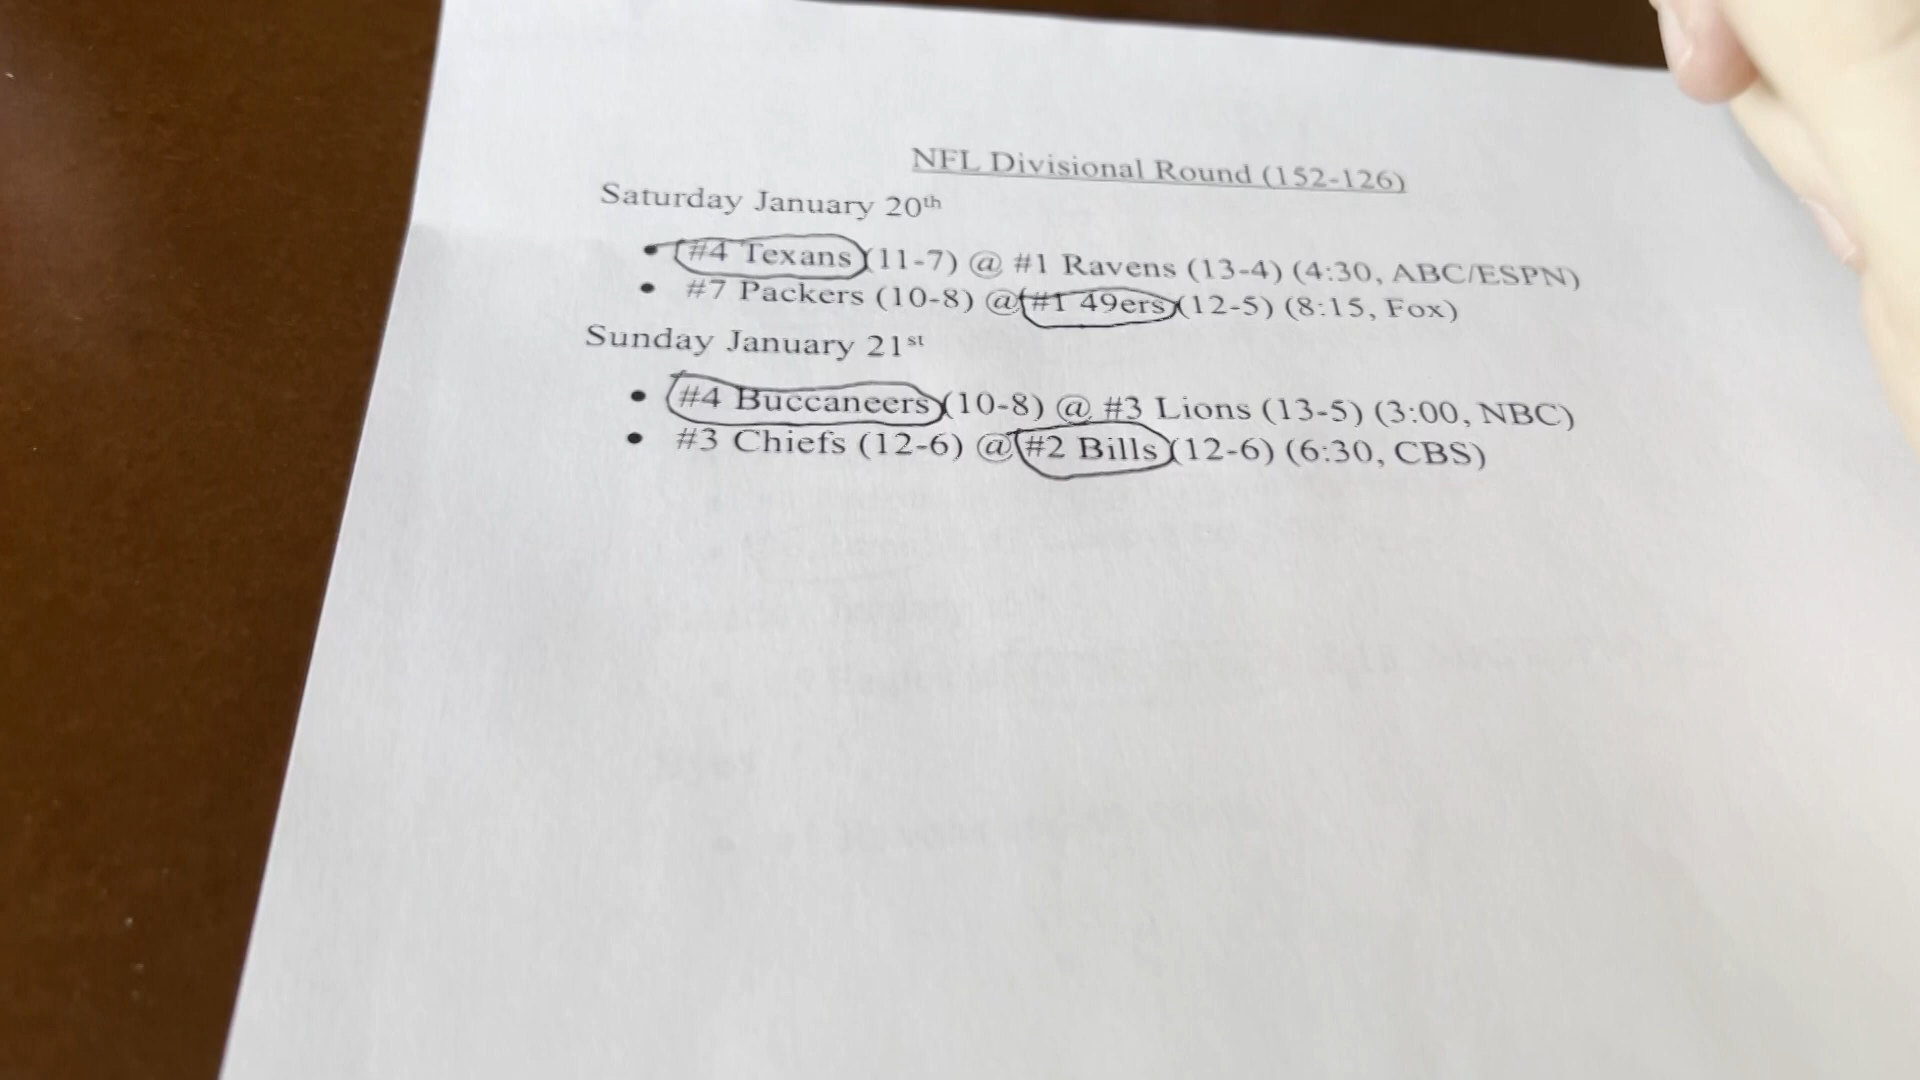 NFL Divisional Round (152-126)
Saturday January 20th
• #4 Texans (11-7) @ #1 Ravens (13-4) (4:30, ABC/ESPN)
• #7 Packers (10-8) @ #1 49ers (12-5) (8:15, Fox)
Sunday January 21st
• #4 Buccaneers (10-8) @ #3 Lions (13-5) (3:00, NBC)
• #3 Chiefs (12-6) @ #2 Bills (12-6) (6:30, CBS)